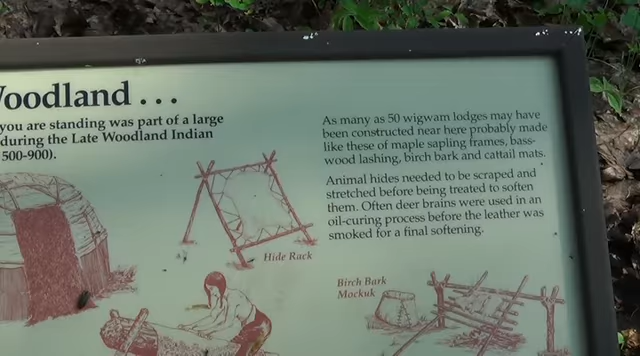 Woodland . . .
you are standing was part of a large
during the Late Woodland Indian
500-900).
As many as 50 wigwam lodges may have
been constructed near here probably made
like these of maple sapling frames, bass-
wood lashing, birch bark and cattail mats.
Animal hides needed to be scraped and
stretched before being treated to soften
them. Often deer brains were used in an
oil-curing process before the leather was
smoked for a final softening.
Hide Rack
Birch Bark
Mockuk